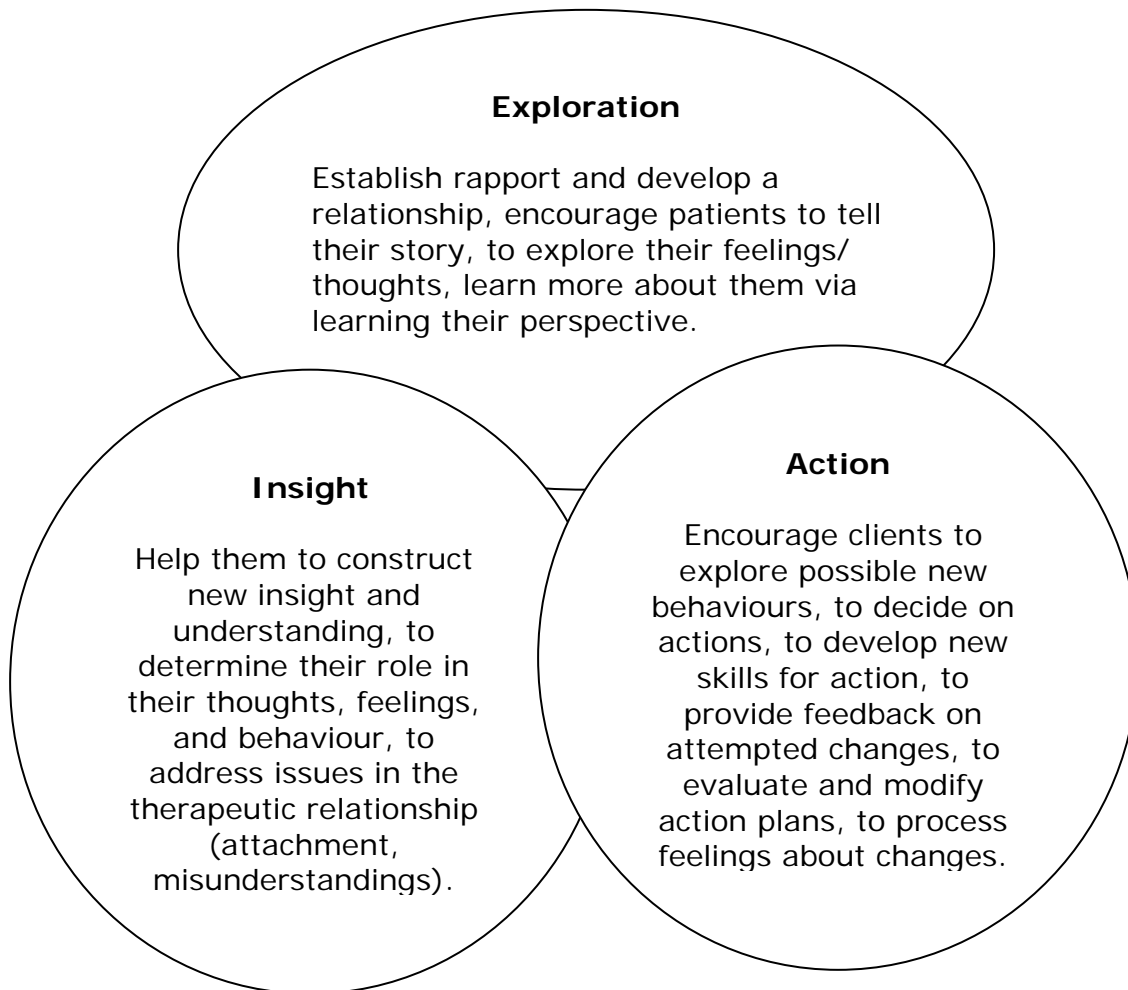 Exploration
Establish rapport and develop a
relationship, encourage patients to tell
their story, to explore their feelings/
thoughts, learn more about them via
learning their perspective.
Insight
Help them to construct
new insight and
understanding, to
determine their role in
their thoughts, feelings,
and behaviour, to
address issues in the
therapeutic relationship
(attachment,
misunderstandings).
Action
Encourage clients to
explore possible new
behaviours, to decide on
actions, to develop new
skills for action, to
provide feedback on
attempted changes, to
evaluate and modify
action plans, to process
feelings about changes.